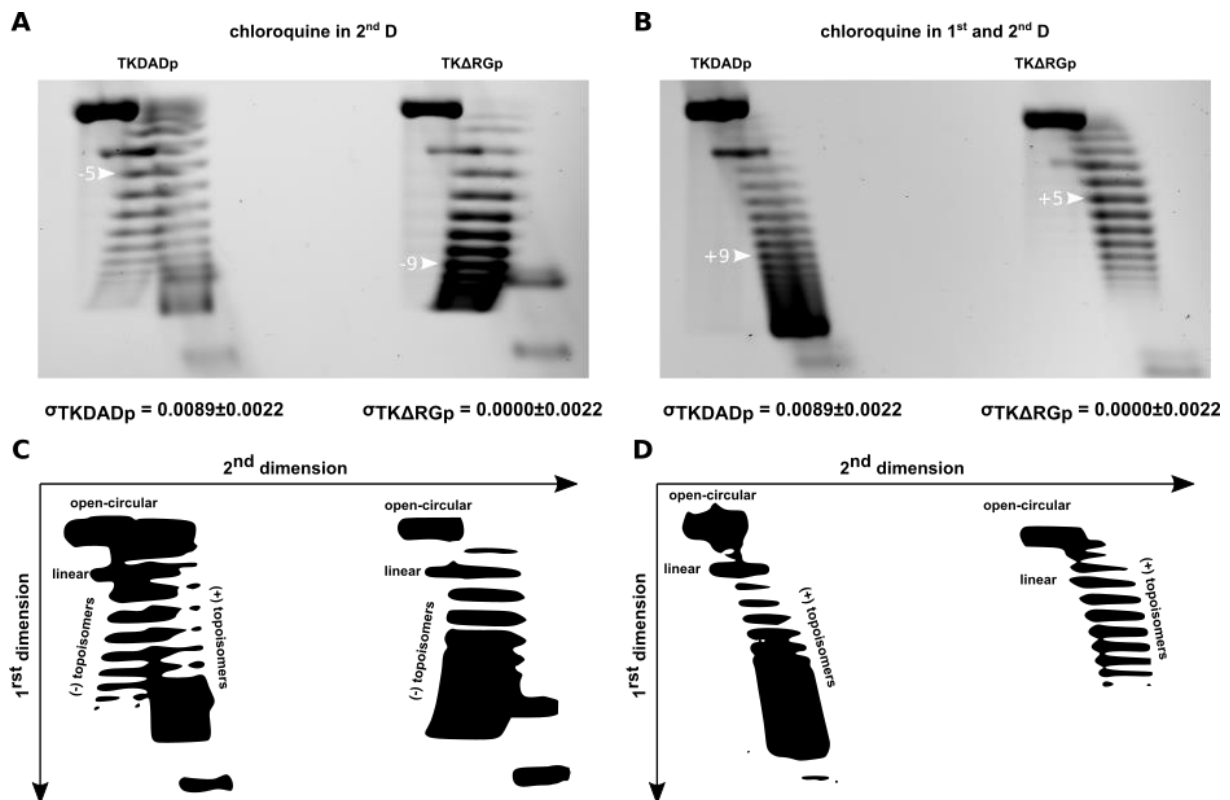 A
chloroquine in 2nd D
TKDADp TKΔRGp
-5
-9
σTKDADp = 0.0089±0.0022 σTKΔRGp = 0.0000±0.0022
B
chloroquine in 1st and 2nd D
TKDADp TKΔRGp
+9
+5
σTKDADp = 0.0089±0.0022 σTKΔRGp = 0.0000±0.0022
C
2nd dimension
1rst dimension
open-circular open-circular
linear linear
(-) topoisomers
(+) topoisomers
(-) topoisomers
D
2nd dimension
1rst dimension
open-circular open-circular
linear linear
(+) topoisomers
(+) topoisomers